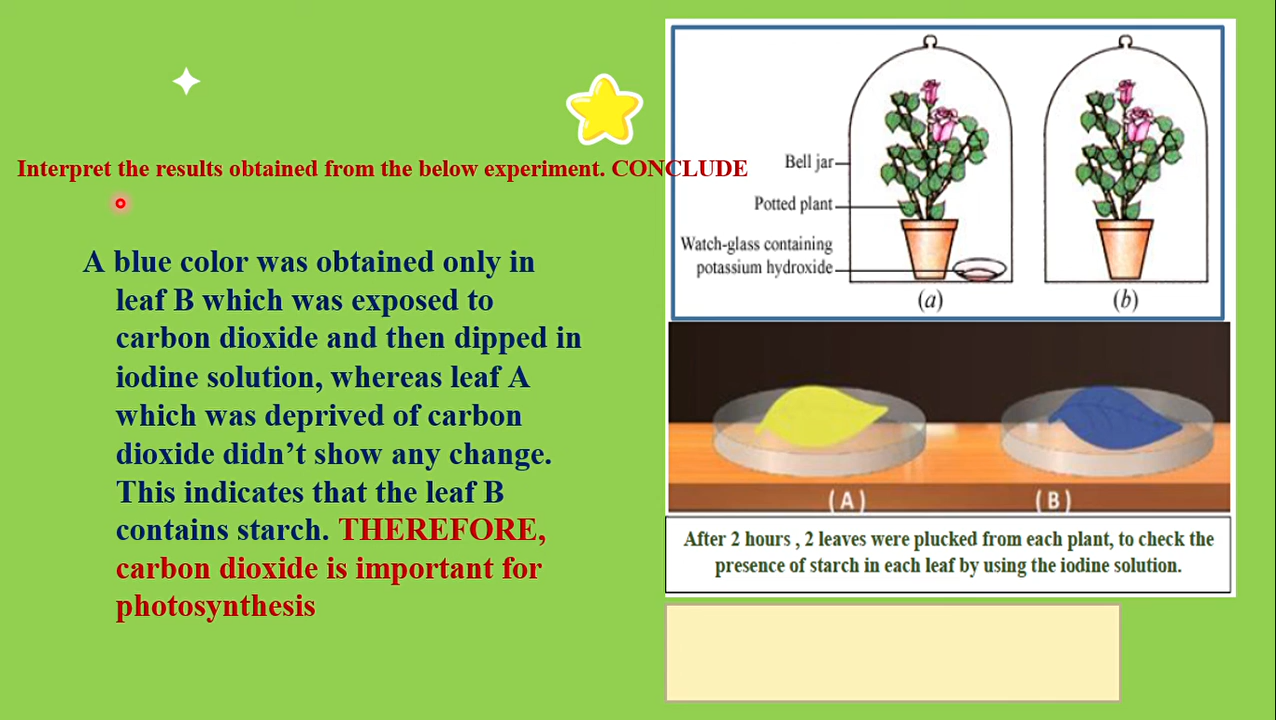 Interpret the results obtained from the below experiment. CONCLUDE
A blue color was obtained only in
leaf B which was exposed to
carbon dioxide and then dipped in
iodine solution, whereas leaf A
which was deprived of carbon
dioxide didn’t show any change.
This indicates that the leaf B
contains starch. THEREFORE,
carbon dioxide is important for
photosynthesis
Bell jar
Potted plant
Watch-glass containing
potassium hydroxide
(a)
(b)
(A)
(B)
After 2 hours , 2 leaves were plucked from each plant, to check the
presence of starch in each leaf by using the iodine solution.